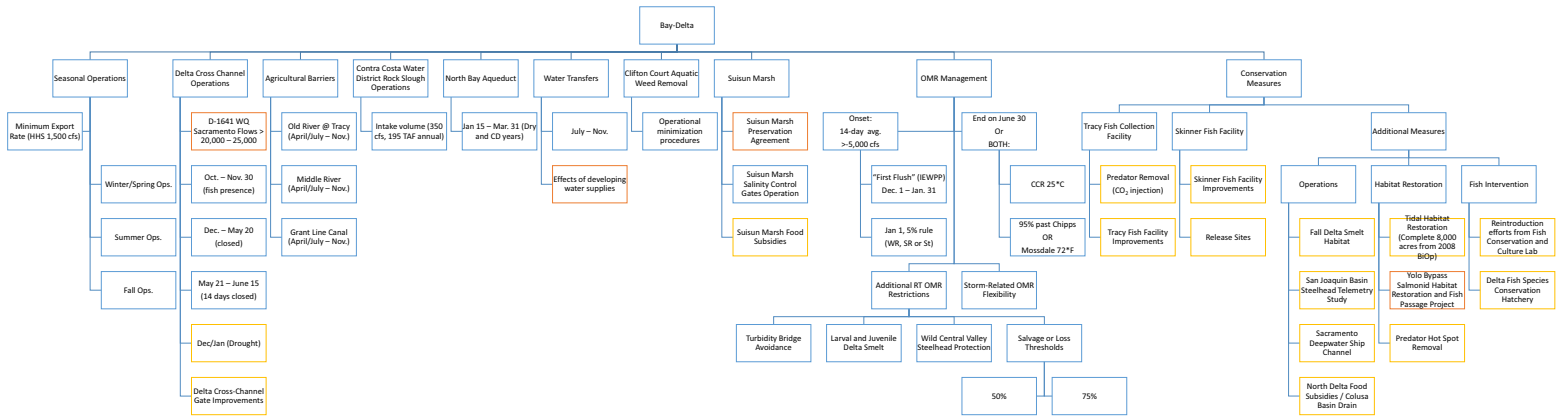 Bay-Delta
Seasonal Operations
Minimum Export
Rate (HHS 1,500 cfs)
Winter/Spring Ops.
Summer Ops.
Fall Ops.
Delta Cross Channel
Operations
D-1641 WQ
Sacramento Flows >
20,000 – 25,000
Oct. – Nov. 30
(fish presence)
Dec. – May 20
(closed)
May 21 – June 15
(14 days closed)
Dec/Jan (Drought)
Delta Cross-Channel
Gate Improvements
Agricultural Barriers
Old River @ Tracy
(April/July – Nov.)
Middle River
(April/July – Nov.)
Grant Line Canal
(April/July – Nov.)
Contra Costa Water
District Rock Slough
Operations
Intake volume (350
cfs, 195 TAF annual)
North Bay Aqueduct
Jan 15 – Mar. 31 (Dry
and CD years)
Water Transfers
July – Nov.
Effects of developing
water supplies
Clifton Court Aquatic
Weed Removal
Operational
minimization
procedures
Suisun Marsh
Suisun Marsh
Preservation
Agreement
Suisun Marsh
Salinity Control
Gates Operation
Suisun Marsh Food
Subsidies
OMR Management
Onset:
14-day avg.
>-5,000 cfs
"First Flush" (IEWPP)
Dec. 1 – Jan. 31
Jan 1, 5% rule
(WR, SR or St)
End on June 30
Or
BOTH:
CCR 25*C
95% past Chipps
OR
Mossdale 72*F
Additional RT OMR
Restrictions
Storm-Related OMR
Flexibility
Turbidity Bridge
Avoidance
Larval and Juvenile
Delta Smelt
Wild Central Valley
Steelhead Protection
Salvage or Loss
Thresholds
50%
75%
Conservation
Measures
Tracy Fish Collection
Facility
Predator Removal
(CO2 injection)
Tracy Fish Facility
Improvements
Skinner Fish Facility
Skinner Fish Facility
Improvements
Release Sites
Additional Measures
Operations
Fall Delta Smelt
Habitat
San Joaquin Basin
Steelhead Telemetry
Study
Sacramento
Deepwater Ship
Channel
North Delta Food
Subsidies / Colusa
Basin Drain
Habitat Restoration
Tidal Habitat
Restoration
(Complete 8,000
acres from 2008
BiOp)
Yolo Bypass
Salmonid Habitat
Restoration and Fish
Passage Project
Predator Hot Spot
Removal
Fish Intervention
Reintroduction
efforts from Fish
Conservation and
Culture Lab
Delta Fish Species
Conservation
Hatchery